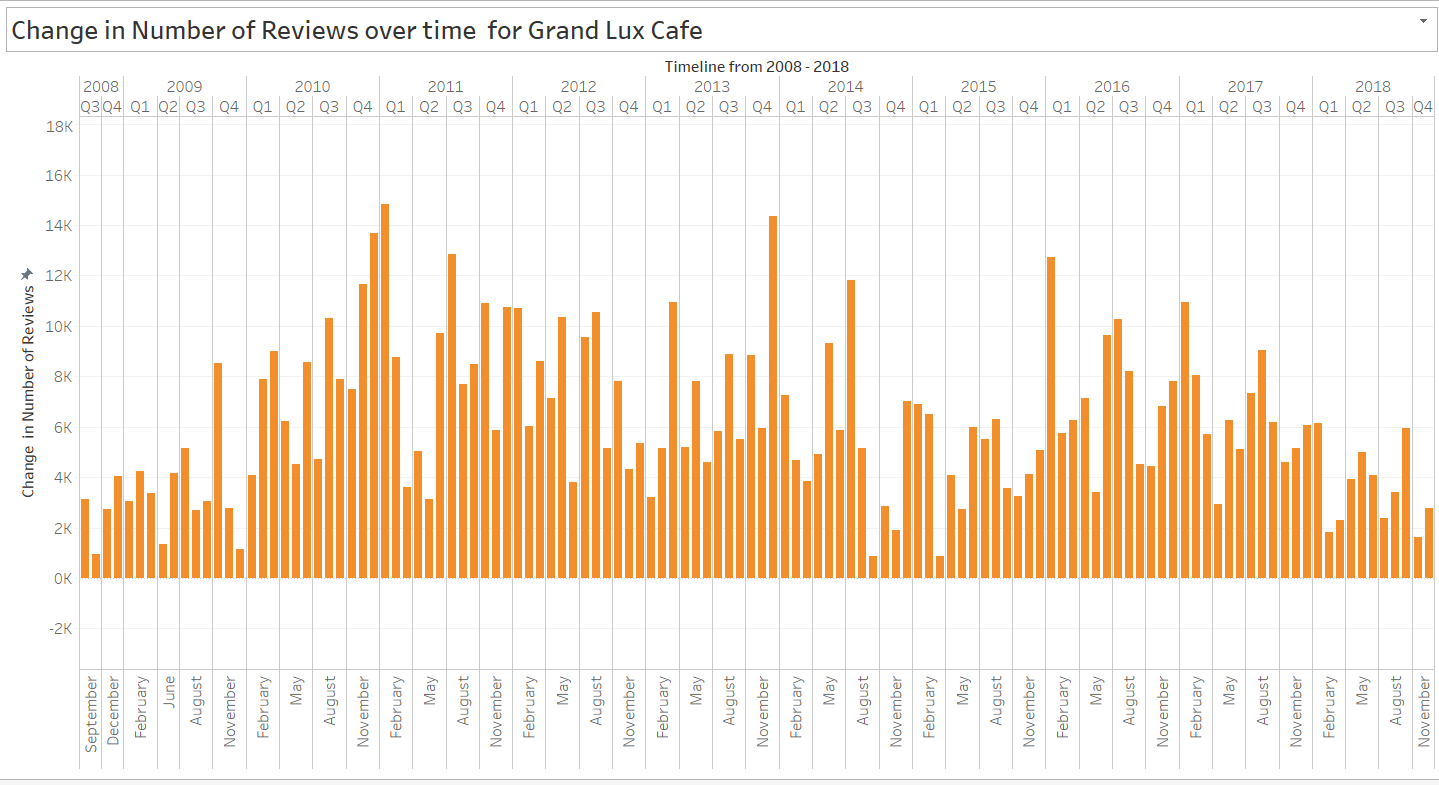 Change in Number of Reviews over time  for Grand Lux Cafe
Timeline from 2008 - 2018
2008 2009 2010 2011 2012 2013 2014 2015 2016 2017 2018
Q3 Q4 Q1 Q2 Q3 Q4 Q1 Q2 Q3 Q4 Q1 Q2 Q3 Q4 Q1 Q2 Q3 Q4 Q1 Q2 Q3 Q4 Q1 Q2 Q3 Q4 Q1 Q2 Q3 Q4 Q1 Q2 Q3 Q4 Q1 Q2 Q3 Q4 Q1 Q2 Q3 Q4
18K
16K
14K
12K
10K
8K
6K
4K
2K
0K
-2K
Change  in Number of Reviews
September December February June August November February May August November February May August November February May August November February May August November February May August November February May August November February May August November February May August November February May August November